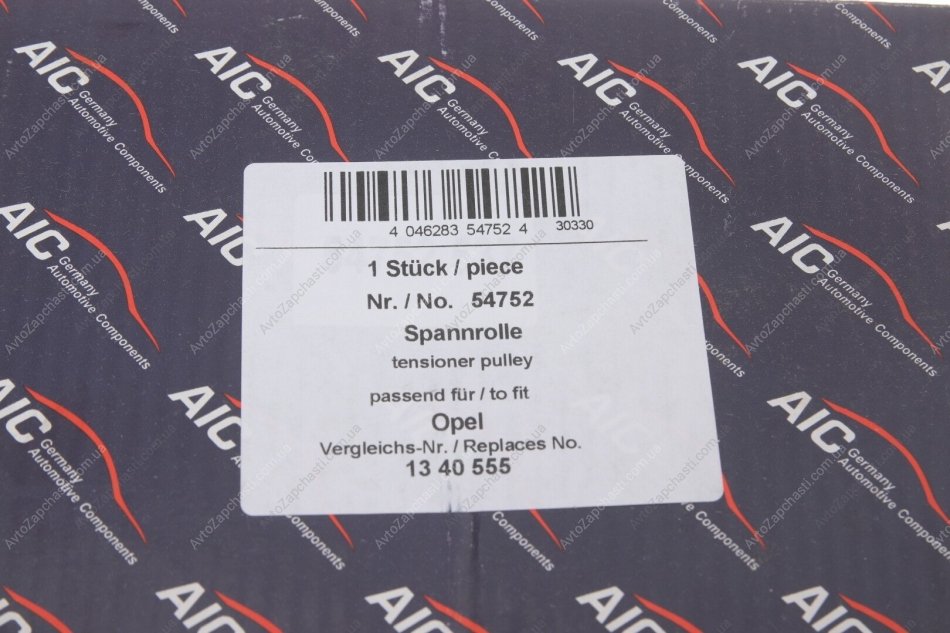 4 046283 54752 4 30330
1 Stück / piece
Nr. / No. 54752
Spannrolle
tensioner pulley
passend für / to fit
Opel
Vergleichs-Nr. / Replaces No.
13 40 555
AIC
Germany
Automotive Components
AvtoZapchasti.com.ua